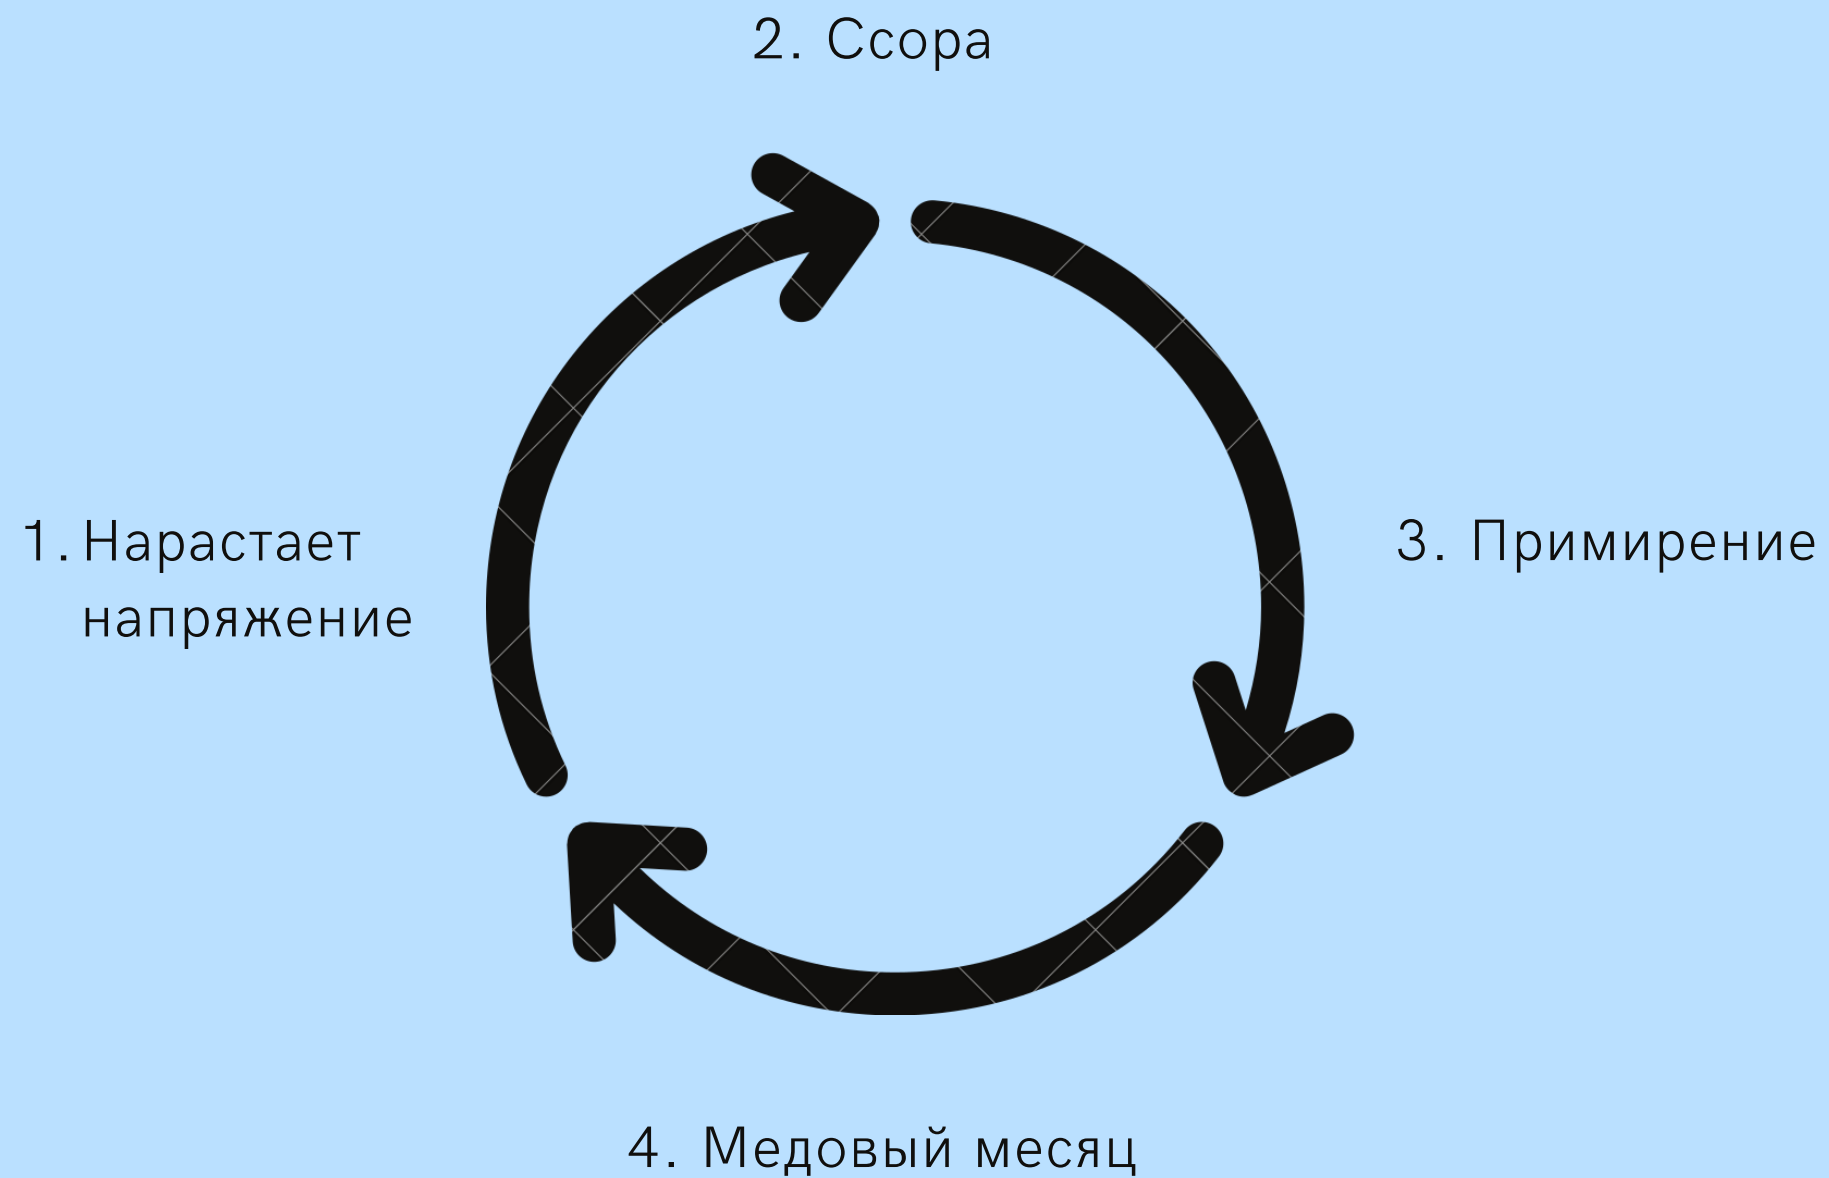 2. Ссора
1. Нарастает
напряжение
3. Примирение
4. Медовый месяц